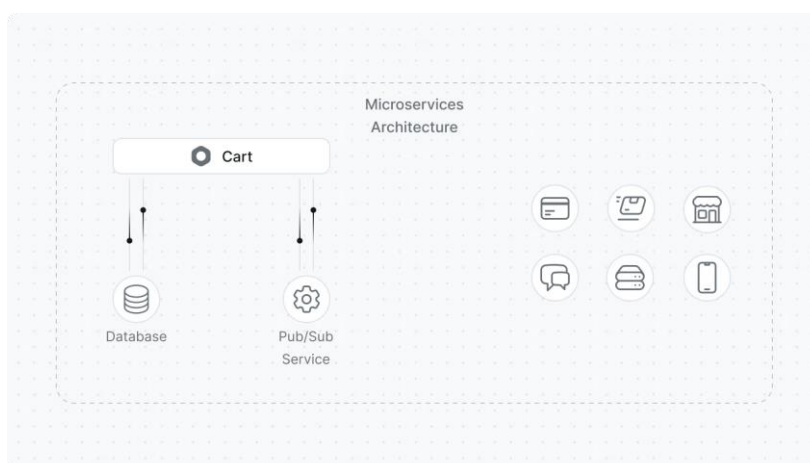 Microservices
Architecture
Cart
Database
Pub/Sub
Service